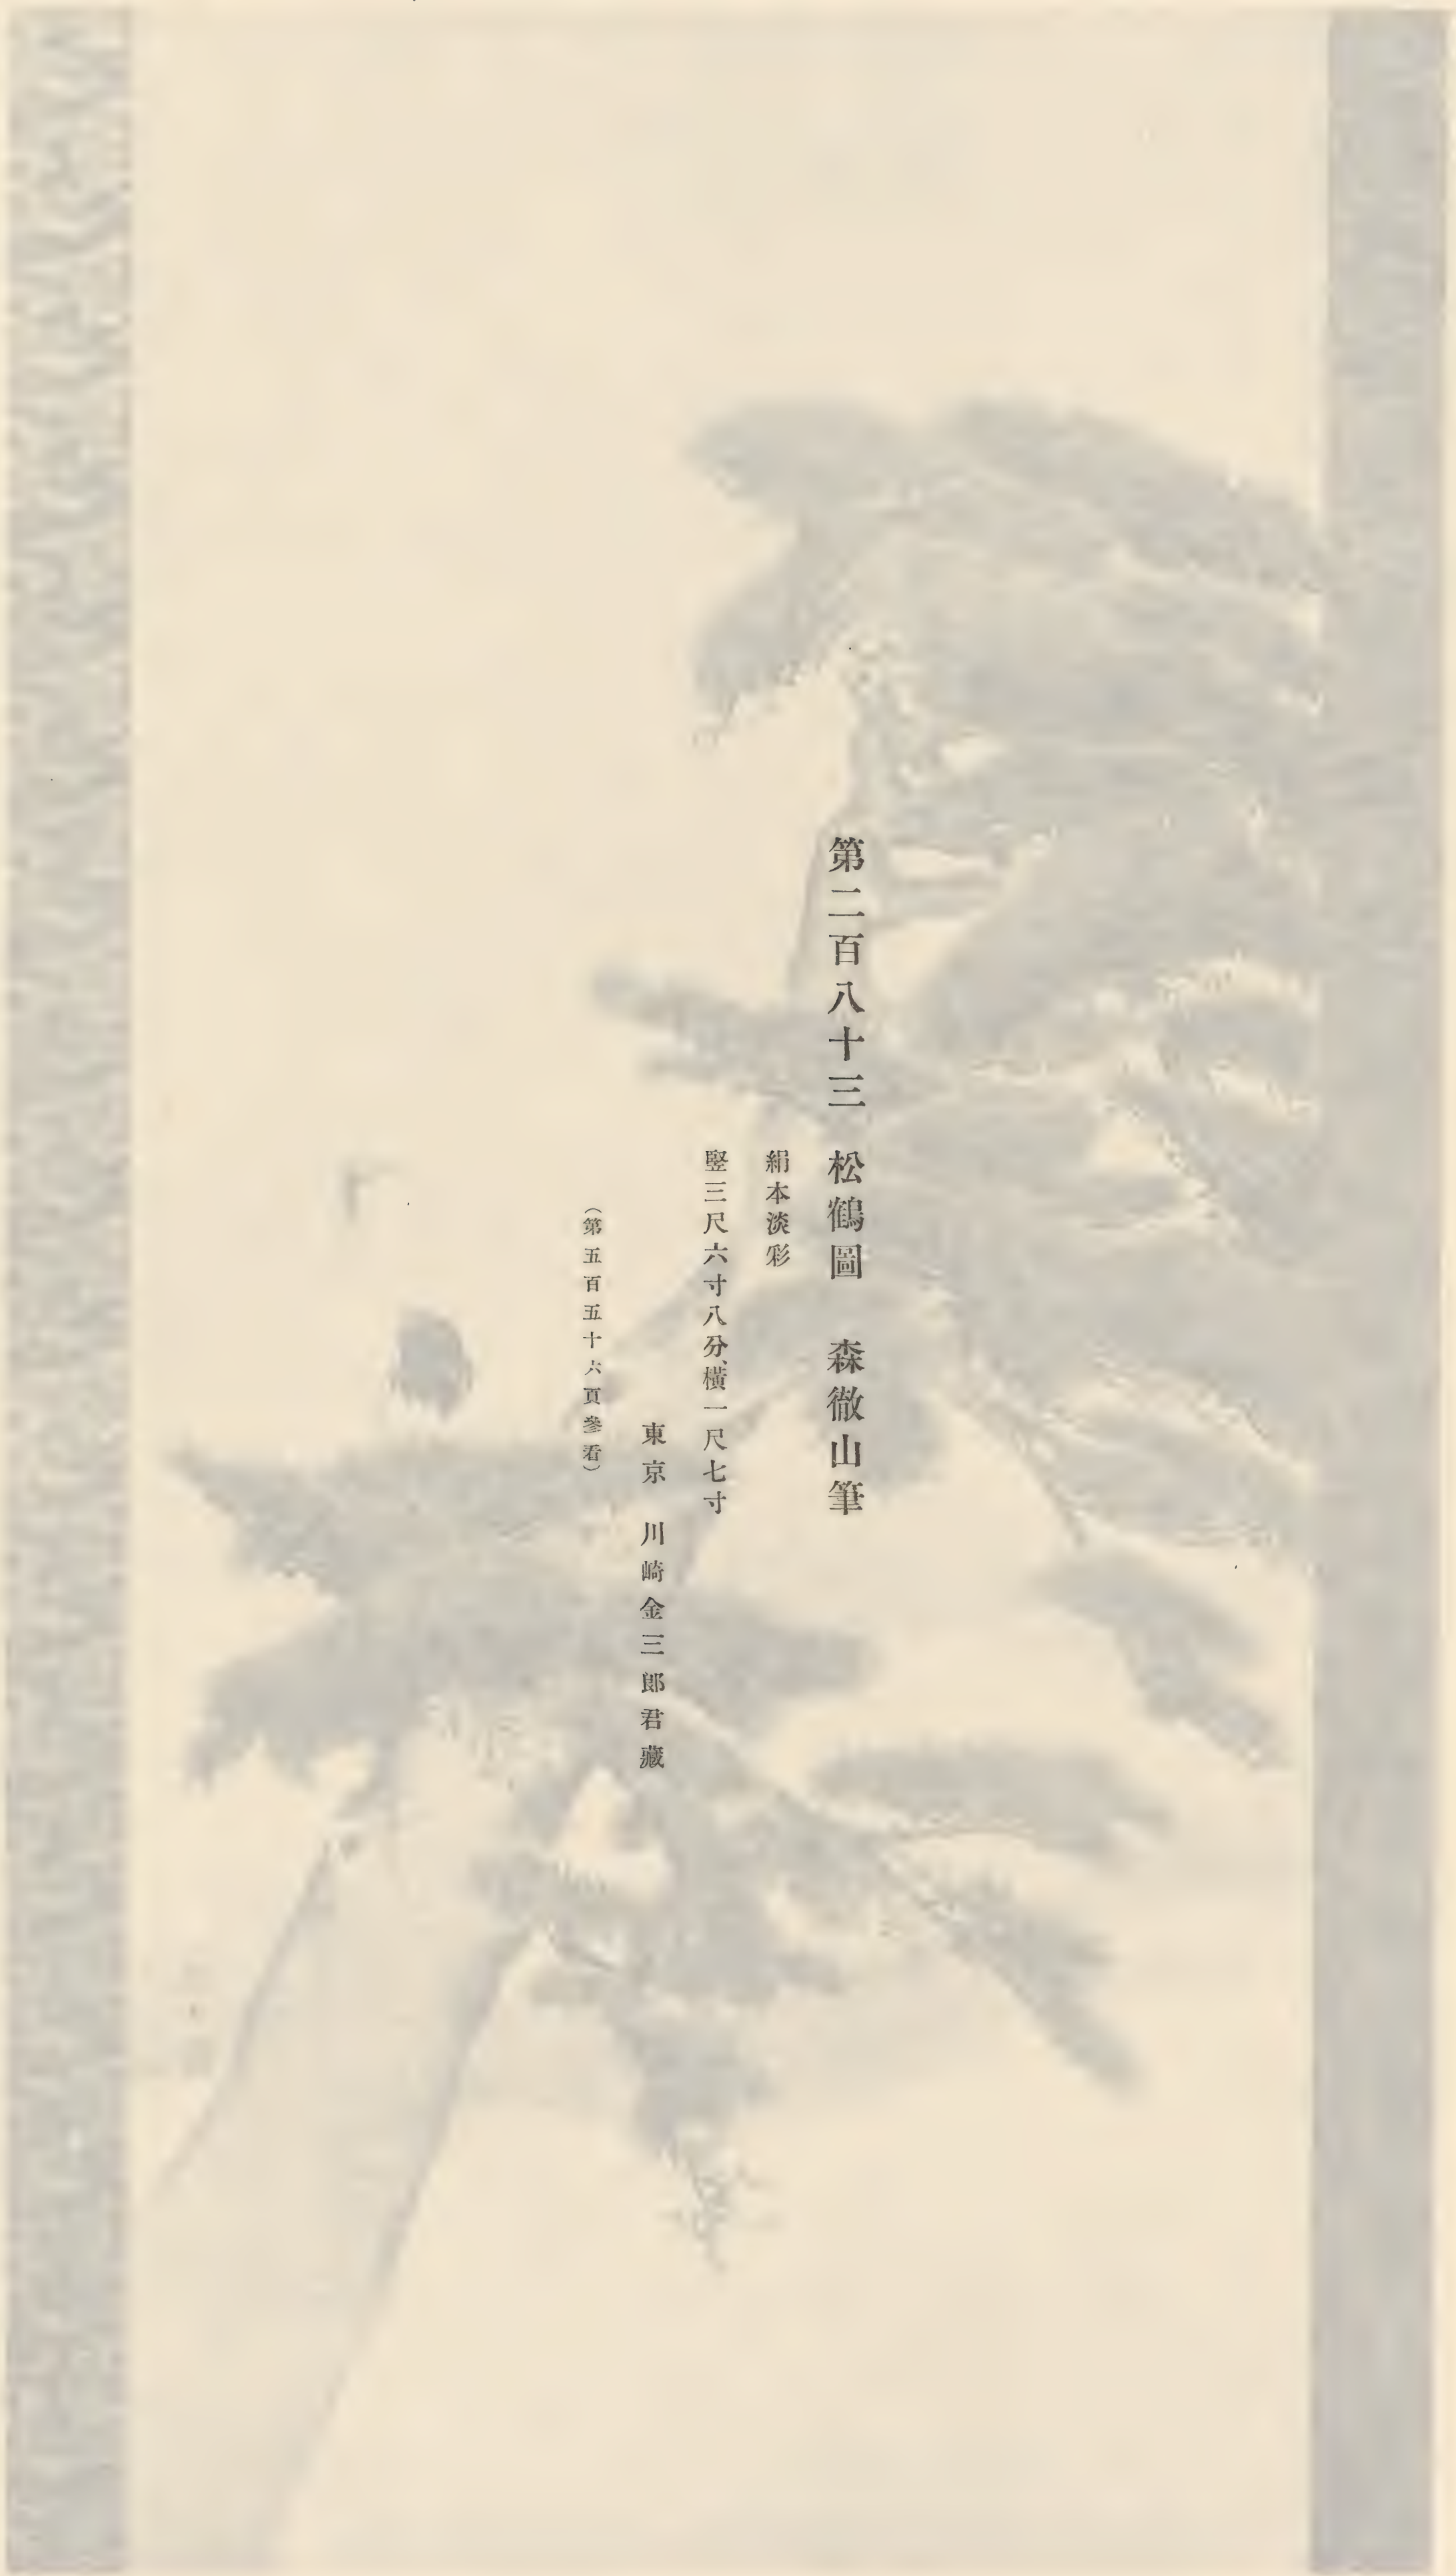 第二百八十三　松鶴圖　森徹山筆
絹本淡彩
竪三尺六寸八分、橫一尺七寸
東京　川崎金三郎君藏
（第五百五十六頁參看）